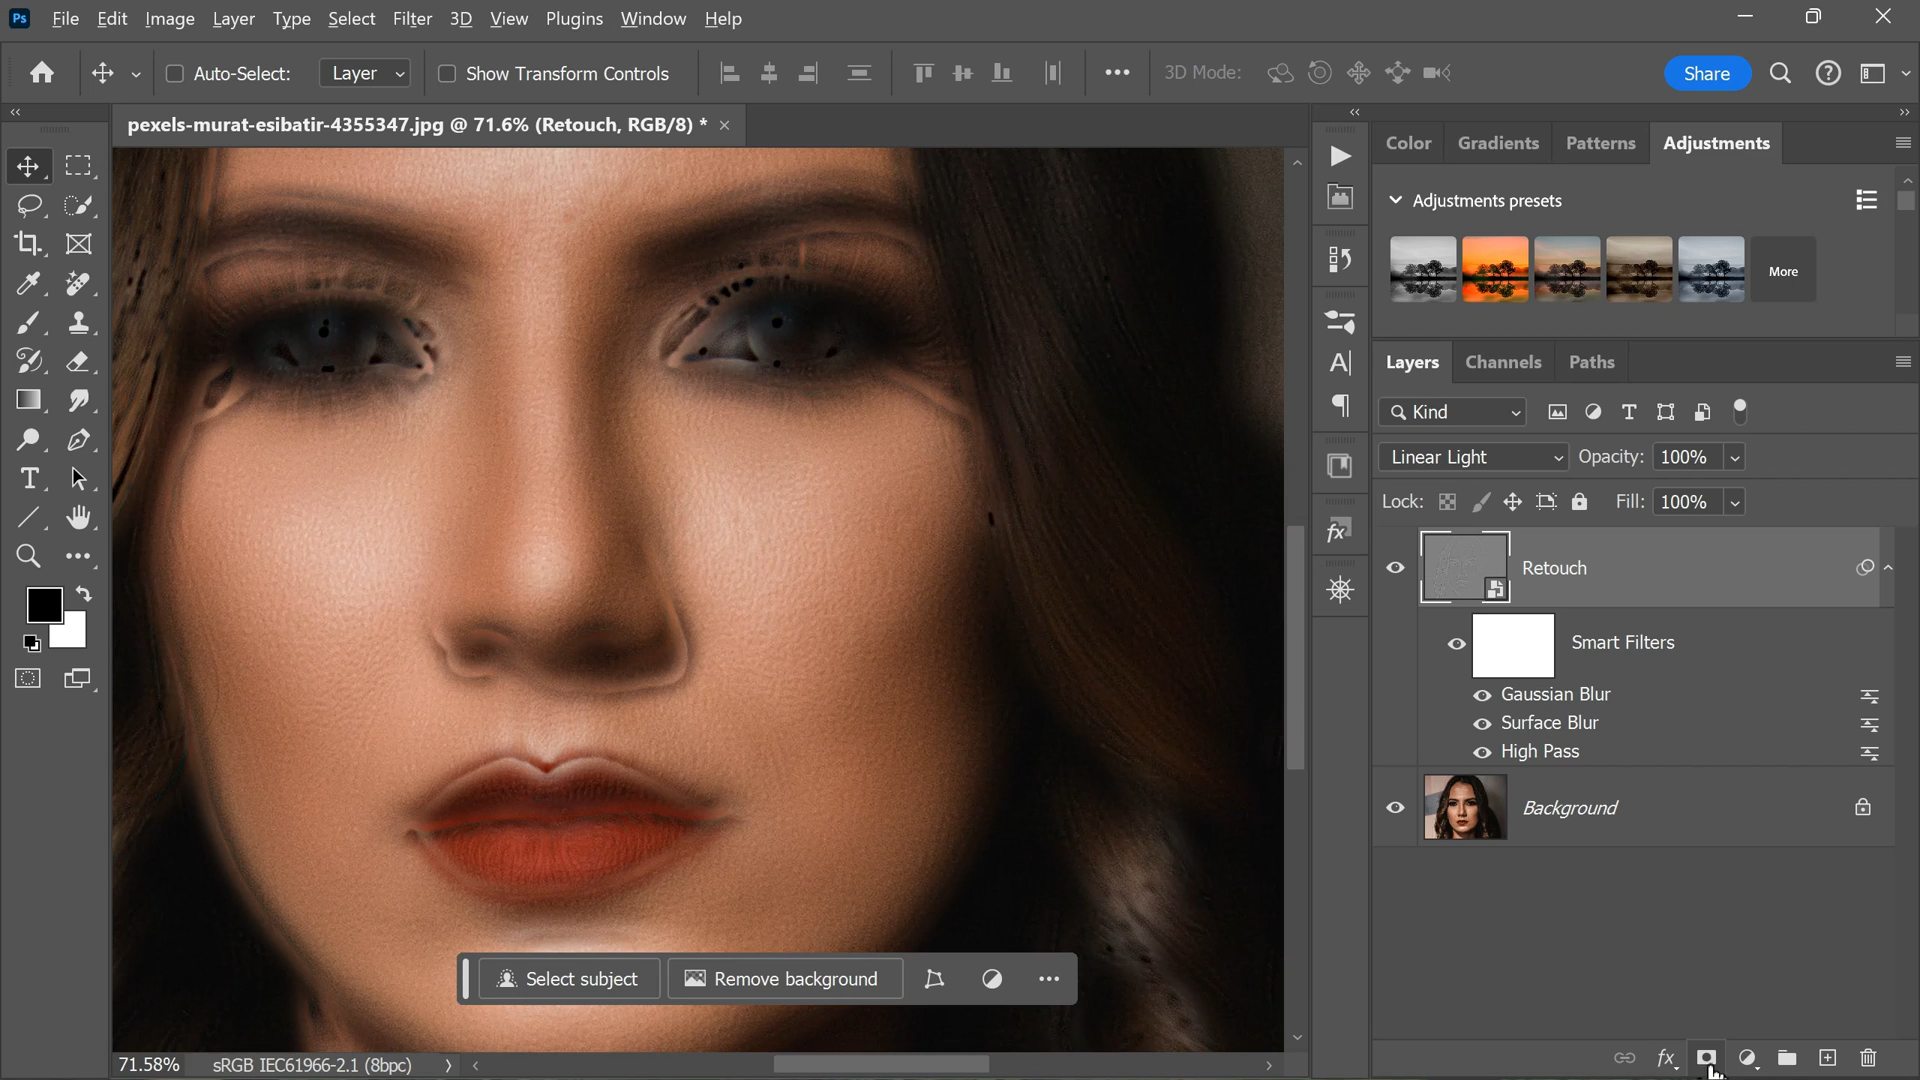 Ps File Edit Image Layer Type Select Filter 3D View Plugins Window Help
Auto-Select: Layer Show Transform Controls 3D Mode: Share
pexels-murat-esibatir-4355347.jpg @ 71.6% (Retouch, RGB/8) *
Color Gradients Patterns Adjustments
Adjustments presets
More
Layers Channels Paths
Kind
Linear Light Opacity: 100%
Lock: Fill: 100%
Retouch
Smart Filters
Gaussian Blur
Surface Blur
High Pass
Background
Select subject Remove background
71.58% sRGB IEC61966-2.1 (8bpc)
fx